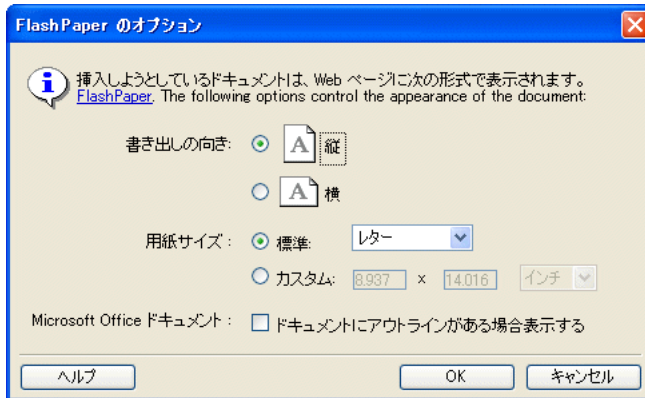 FlashPaper のオプション
挿入しようとしているドキュメントは、Web ページに次の形式で表示されます。
FlashPaper. The following options control the appearance of the document:
書き出しの向き: A 縦
A 横
用紙サイズ : 標準: レター
カスタム: 8.937 x 14.016 インチ
Microsoft Office ドキュメント : ドキュメントにアウトラインがある場合表示する
ヘルプ OK キャンセル